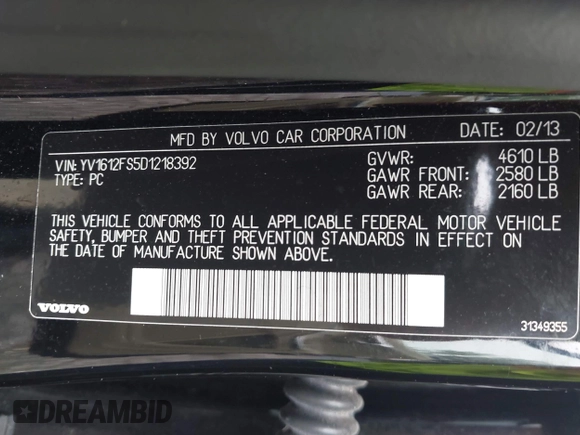 MFD BY VOLVO CAR CORPORATION DATE: 02/13
VIN: YV1612FS5D1218392 GVWR: 4610 LB
TYPE: PC GAWR FRONT: 2580 LB
GAWR REAR: 2160 LB
THIS VEHICLE CONFORMS TO ALL APPLICABLE FEDERAL MOTOR VEHICLE
SAFETY, BUMPER AND THEFT PREVENTION STANDARDS IN EFFECT ON
THE DATE OF MANUFACTURE SHOWN ABOVE.
VOLVO 31349355
DREAMBID